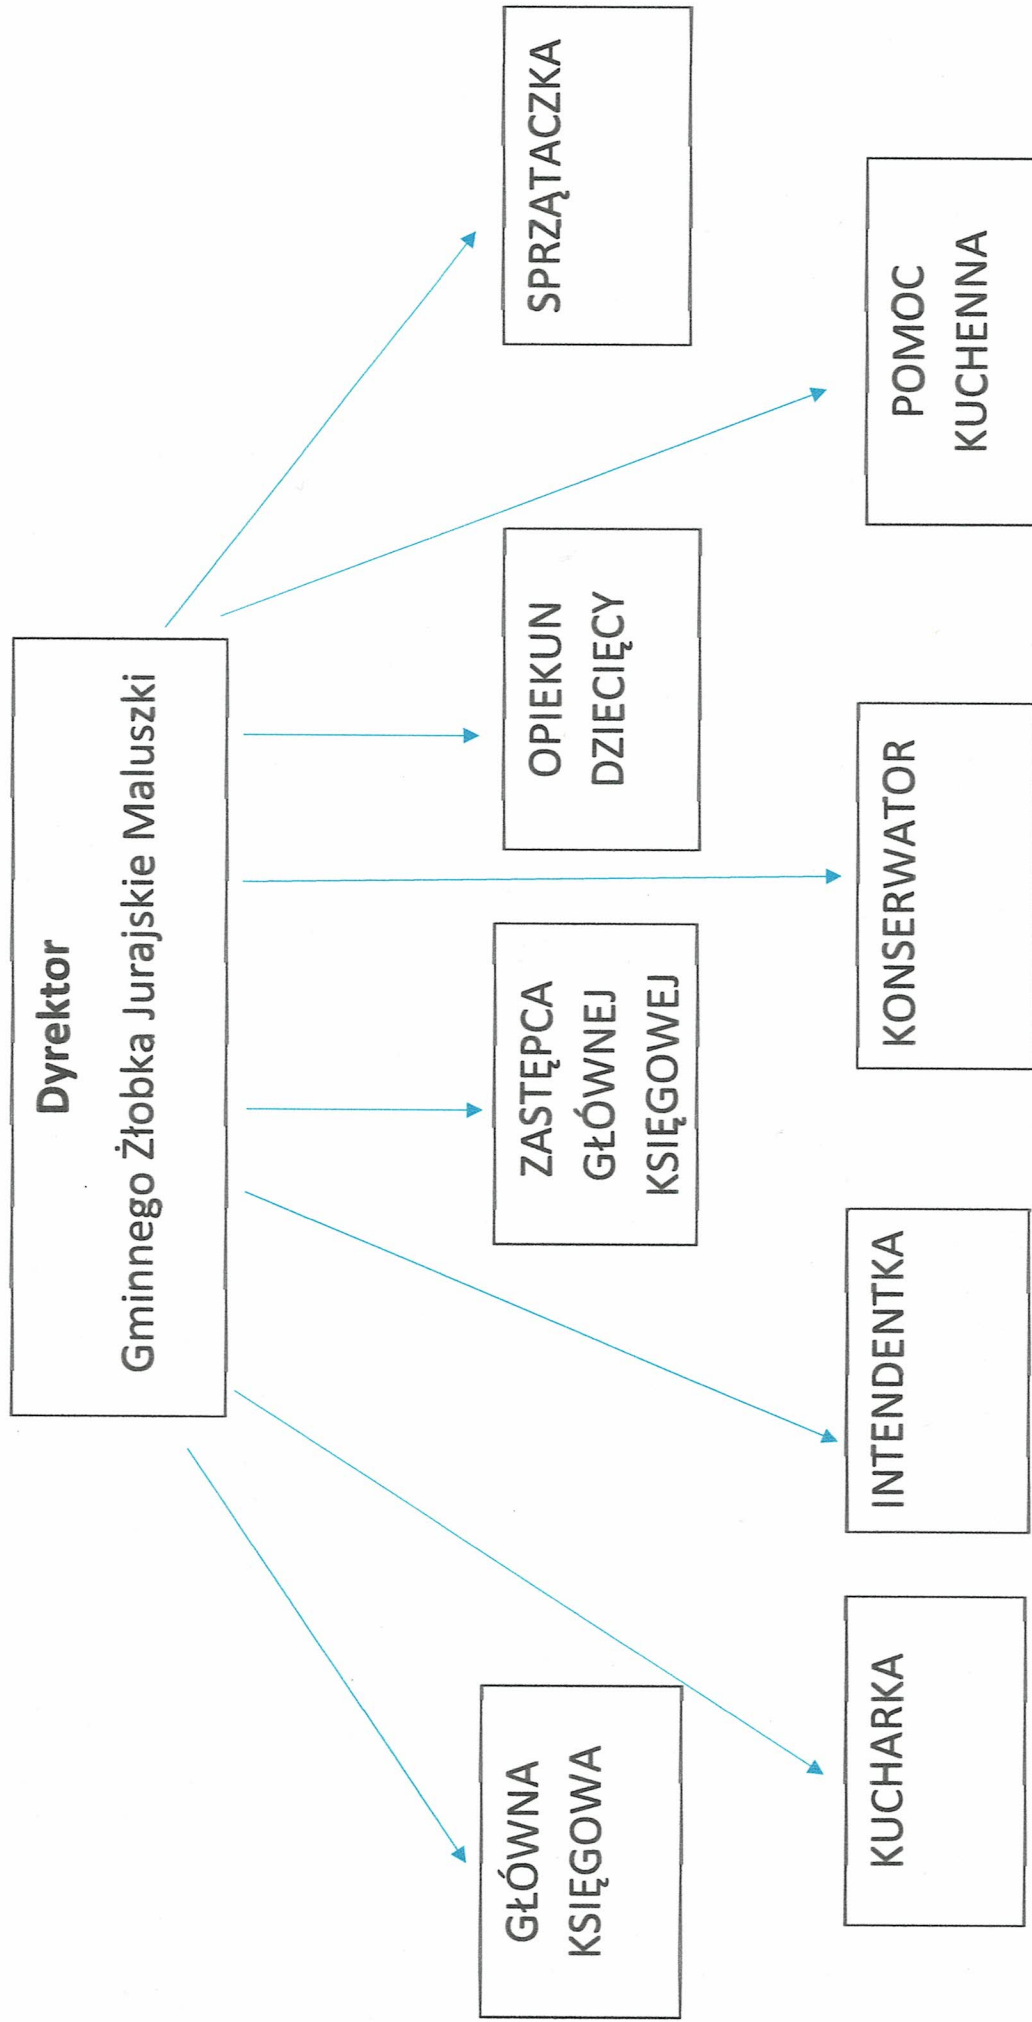 Dyrektor
Gminnego Żłobka Jurajskie Maluszki
GŁÓWNA
KSIĘGOWA
ZASTĘPCA
GŁÓWNEJ
KSIĘGOWEJ
OPIEKUN
DZIECIĘCY
SPRZĄTACZKA
KUCHARKA
INTENDENTKA
KONSERWATOR
POMOC
KUCHENNA